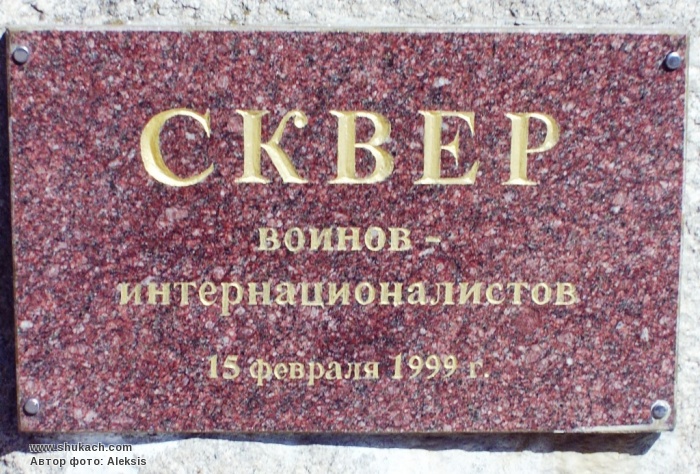 СКВЕР
воинов -
интернационалистов
15 февраля 1999 г.
www.shukach.com
Автор фото: Aleksis